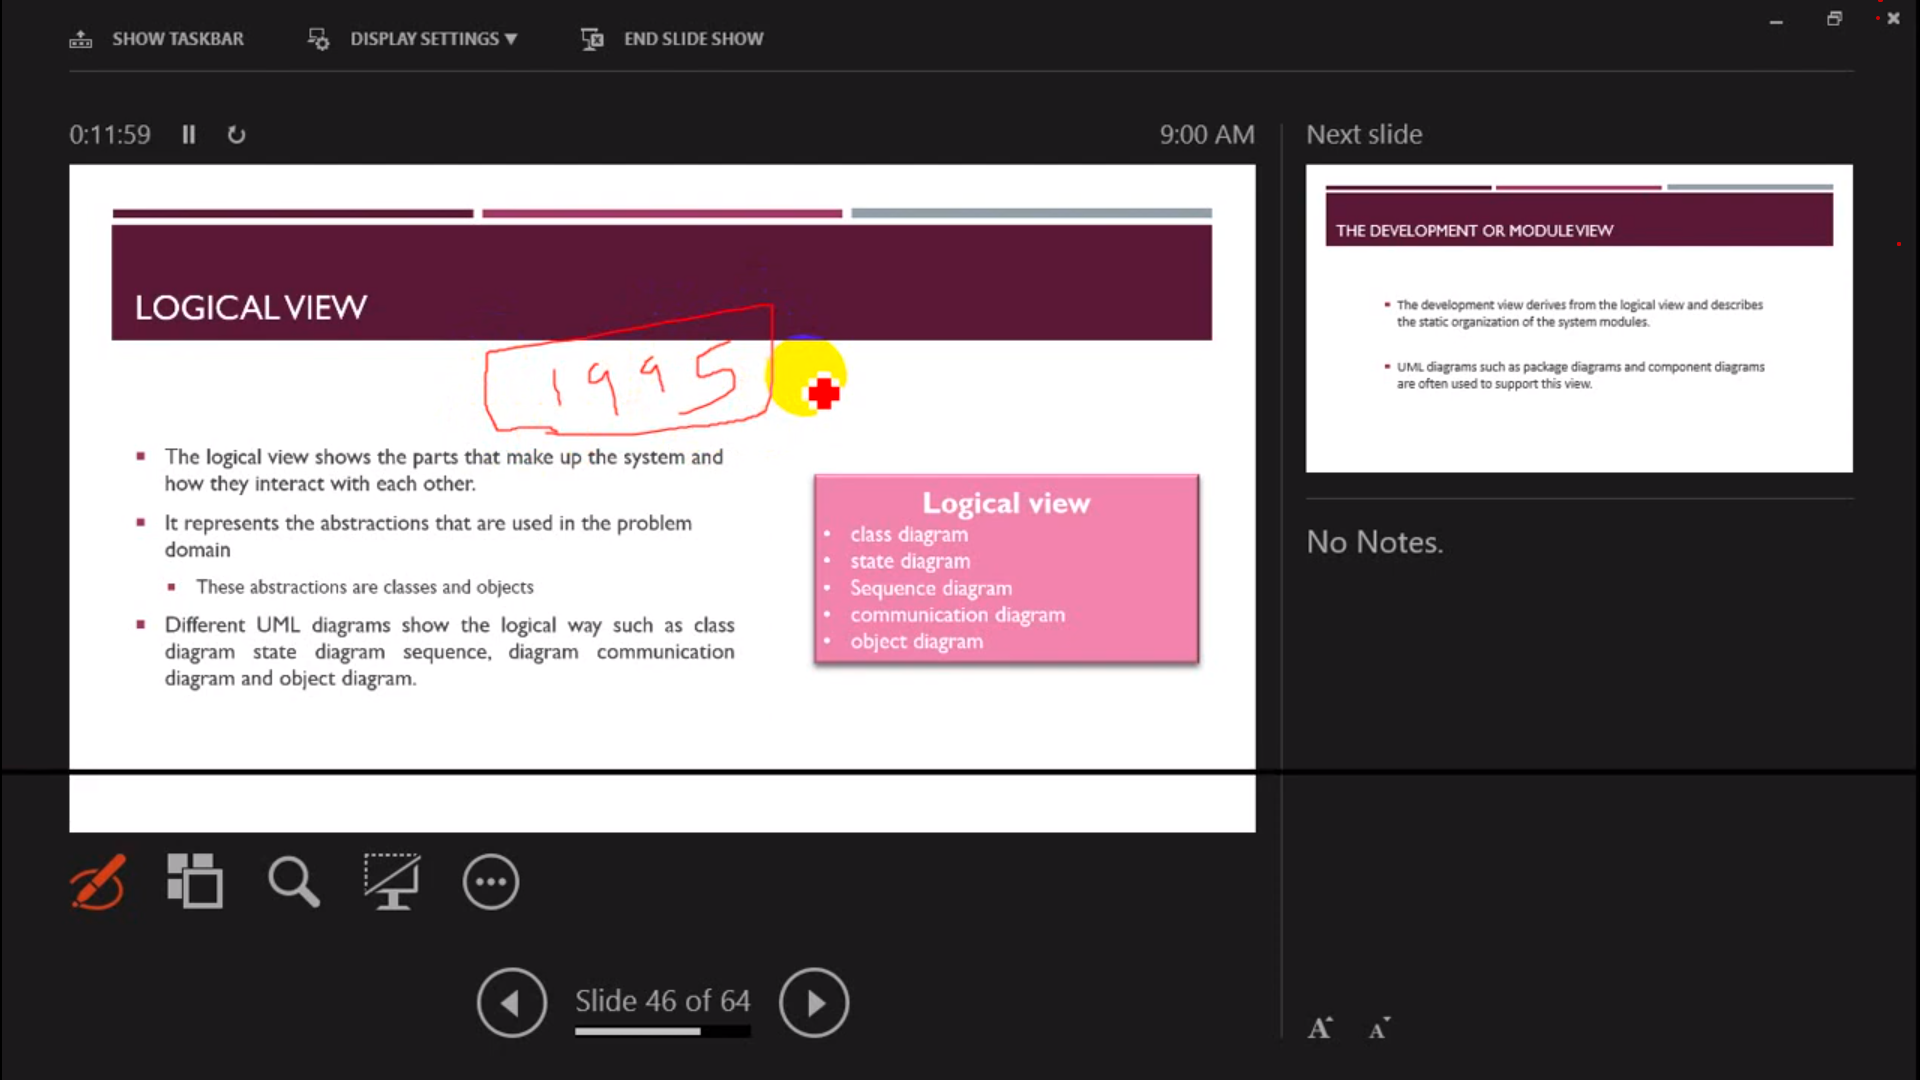 SHOW TASKBAR DISPLAY SETTINGS ▼ END SLIDE SHOW
0:11:59 9:00 AM
LOGICAL VIEW
1995
▪ The logical view shows the parts that make up the system and
how they interact with each other.
▪ It represents the abstractions that are used in the problem
domain
▪ These abstractions are classes and objects
▪ Different UML diagrams show the logical way such as class
diagram state diagram sequence, diagram communication
diagram and object diagram.
Logical view
• class diagram
• state diagram
• Sequence diagram
• communication diagram
• object diagram
Slide 46 of 64
Next slide
THE DEVELOPMENT OR MODULE VIEW
▪ The development view derives from the logical view and describes
the static organization of the system modules.
▪ UML diagrams such as package diagrams and component diagrams
are often used to support this view.
No Notes.
A A